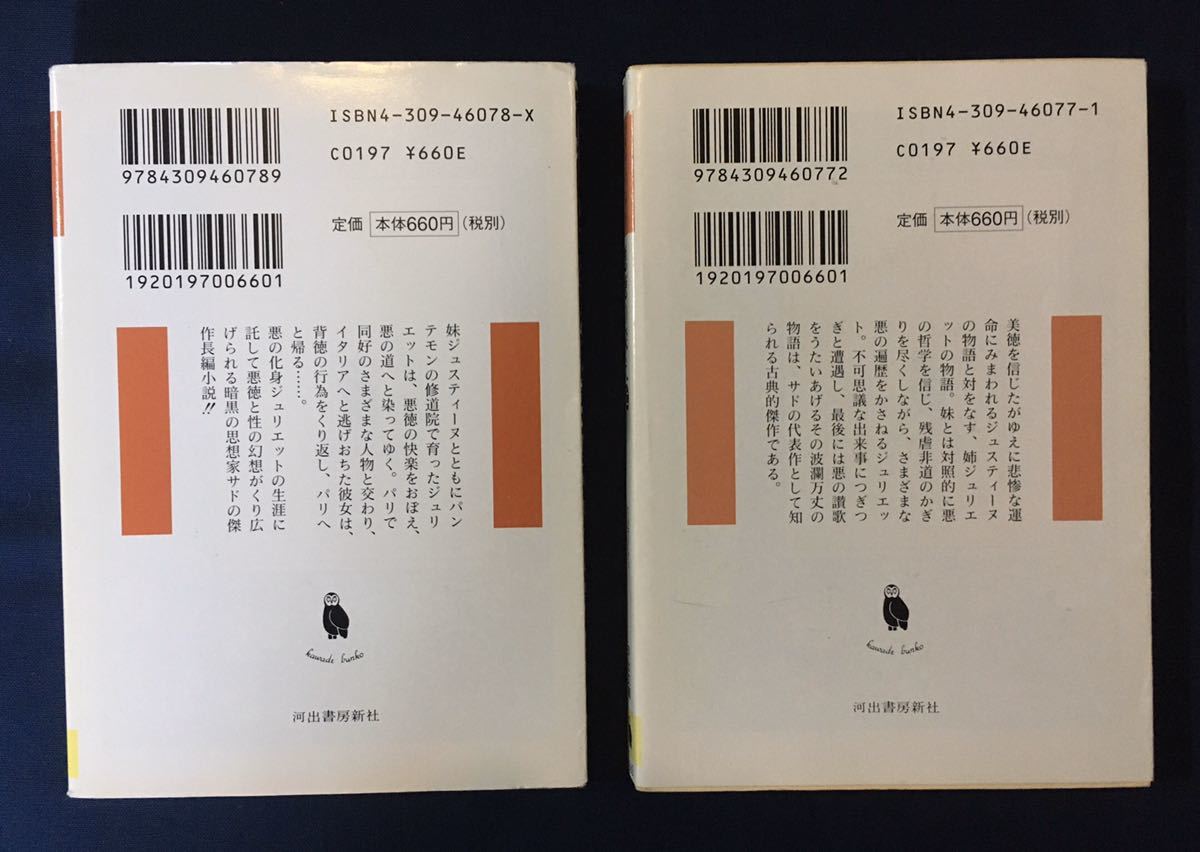 ISBN4-309-46078-X
C0197 ¥660E
9784309460789
定価 本体660円(税別)
1920197006601
妹ジュスティーヌとともにパン
テモンの修道院で育ったジュリ
エットは、悪徳の快楽をおぼえ、
悪の道へと染ってゆく。パリで
同好のさまざまな人物と交わり、
イタリアへと逃げおちた彼女は、
背徳の行為をくり返し、パリへ
と帰る……。
悪の化身ジュリエットの生涯に
託して悪徳と性の幻想がくり広
げられる暗黒の思想家サドの傑
作長編小説!!
kawade bunko
河出書房新社
ISBN4-309-46077-1
C0197 ¥660E
9784309460772
定価 本体660円(税別)
1920197006601
美徳を信じたがゆえに悲惨な運
命にみまわれるジュスティーヌ
の物語と対をなす、姉ジュリエ
ットの物語。妹とは対照的に悪
の哲学を信じ、残虐非道のかぎ
りを尽くしながら、さまざまな
悪の遍歴をかさねるジュリエッ
ト。不可思議な出来事につぎつ
ぎと遭遇し、最後には悪の讃歌
をうたいあげるその波瀾万丈の
物語は、サドの代表作として知
られる古典的傑作である。
kawade bunko
河出書房新社